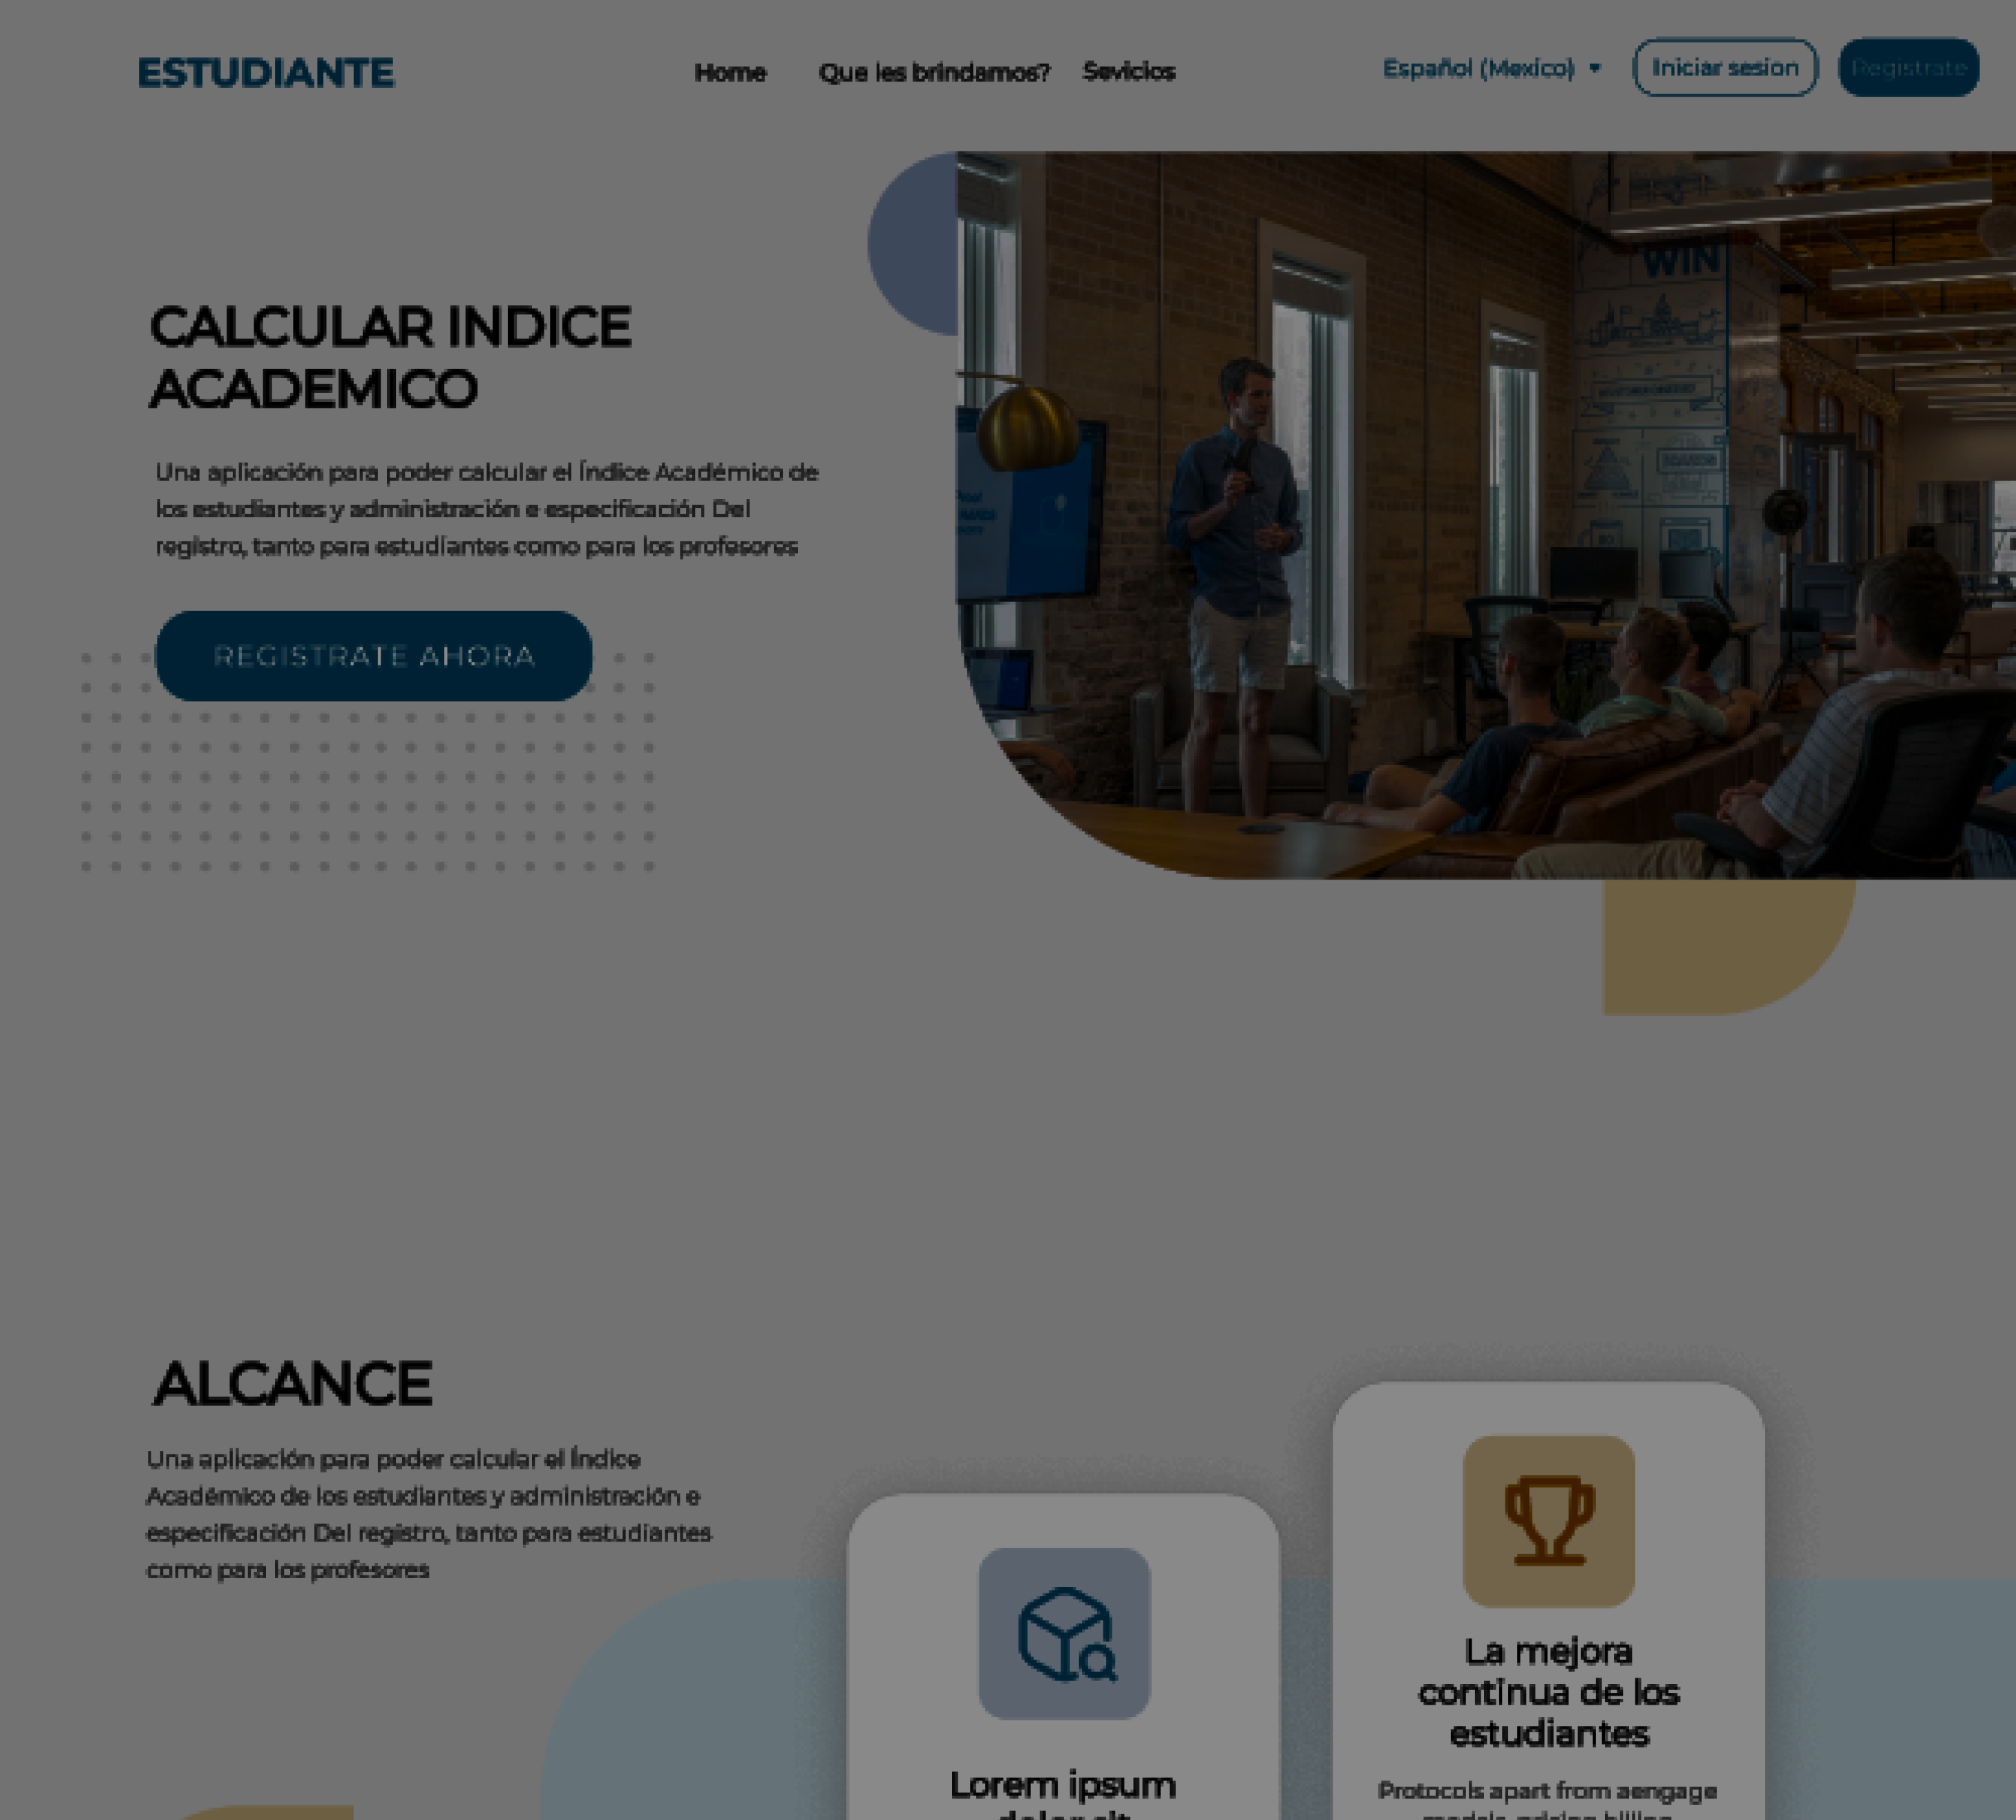 ESTUDIANTE
Home
Que les brindamos?
Sevicios
Español (Mexico)
Iniciar sesion
Registrate
WIN
CALCULAR INDICE
ACADEMICO
Una aplicación para poder calcular el Índice Académico de
los estudiantes y administración e especificación Del
registro, tanto para estudiantes como para los profesores
REGISTRATE AHORA
ALCANCE
Una aplicación para poder calcular el Índice
Académico de los estudiantes y administración e
especificación Del registro, tanto para estudiantes
como para los profesores
La mejora
continua de los
estudiantes
Protocols apart from aengage
Lorem ipsum